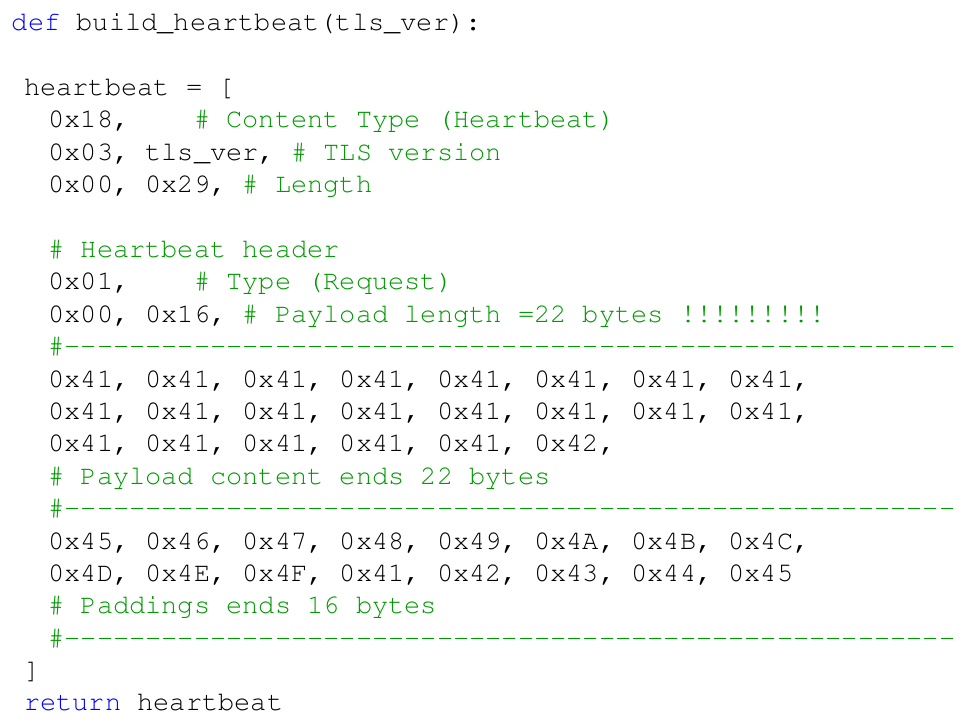 def build_heartbeat(tls_ver):
heartbeat = [
0x18,    # Content Type (Heartbeat)
0x03, tls_ver, # TLS version
0x00, 0x29, # Length
# Heartbeat header
0x01,    # Type (Request)
0x00, 0x16, # Payload length =22 bytes !!!!!!!!!
#-------------------------------------------------------
0x41, 0x41, 0x41, 0x41, 0x41, 0x41, 0x41, 0x41,
0x41, 0x41, 0x41, 0x41, 0x41, 0x41, 0x41, 0x41,
0x41, 0x41, 0x41, 0x41, 0x41, 0x42,
# Payload content ends 22 bytes
#-------------------------------------------------------
0x45, 0x46, 0x47, 0x48, 0x49, 0x4A, 0x4B, 0x4C,
0x4D, 0x4E, 0x4F, 0x41, 0x42, 0x43, 0x44, 0x45
# Paddings ends 16 bytes
#-------------------------------------------------------
]
return heartbeat